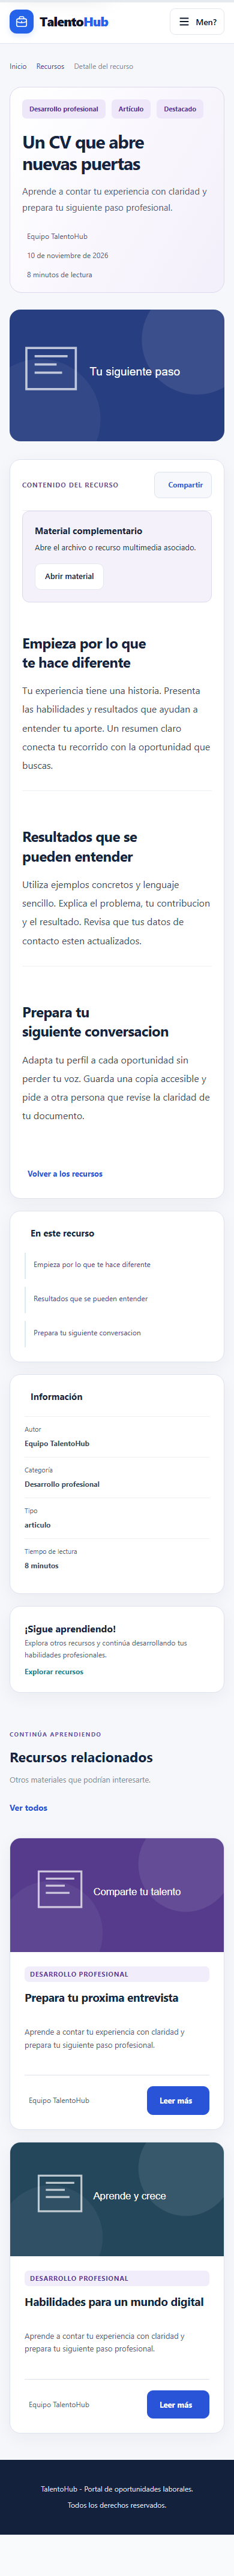 TalentoHub
Men?
Inicio Recursos Detalle del recurso
Desarrollo profesional Artículo Destacado
Un CV que abre
nuevas puertas
Aprende a contar tu experiencia con claridad y
prepara tu siguiente paso profesional.
Equipo TalentoHub
10 de noviembre de 2026
8 minutos de lectura
Tu siguiente paso
CONTENIDO DEL RECURSO
Compartir
Material complementario
Abre el archivo o recurso multimedia asociado.
Abrir material
Empieza por lo que
te hace diferente
Tu experiencia tiene una historia. Presenta
las habilidades y resultados que ayudan a
entender tu aporte. Un resumen claro
conecta tu recorrido con la oportunidad que
buscas.
Resultados que se
pueden entender
Utiliza ejemplos concretos y lenguaje
sencillo. Explica el problema, tu contribucion
y el resultado. Revisa que tus datos de
contacto esten actualizados.
Prepara tu
siguiente conversacion
Adapta tu perfil a cada oportunidad sin
perder tu voz. Guarda una copia accesible y
pide a otra persona que revise la claridad de
tu documento.
Volver a los recursos
En este recurso
Empieza por lo que te hace diferente
Resultados que se pueden entender
Prepara tu siguiente conversacion
Información
Autor
Equipo TalentoHub
Categoría
Desarrollo profesional
Tipo
articulo
Tiempo de lectura
8 minutos
¡Sigue aprendiendo!
Explora otros recursos y continúa desarrollando tus
habilidades profesionales.
Explorar recursos
CONTINÚA APRENDIENDO
Recursos relacionados
Otros materiales que podrían interesarte.
Ver todos
Comparte tu talento
DESARROLLO PROFESIONAL
Prepara tu proxima entrevista
Aprende a contar tu experiencia con claridad y
prepara tu siguiente paso profesional.
Equipo TalentoHub
Leer más
Aprende y crece
DESARROLLO PROFESIONAL
Habilidades para un mundo digital
Aprende a contar tu experiencia con claridad y
prepara tu siguiente paso profesional.
Equipo TalentoHub
Leer más
TalentoHub - Portal de oportunidades laborales.
Todos los derechos reservados.